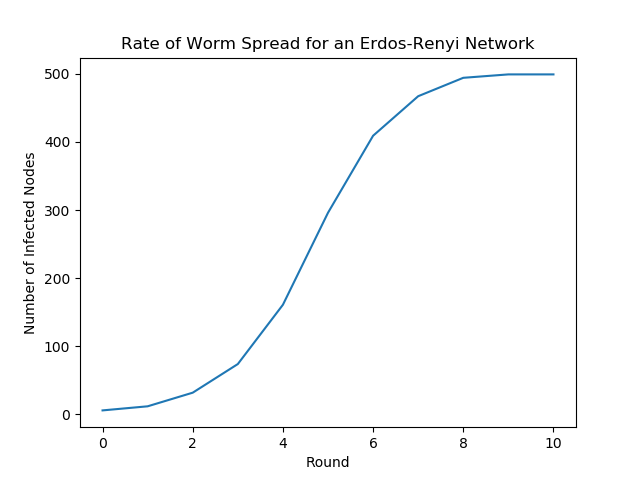 Rate of Worm Spread for an Erdos-Renyi Network
500
400
300
200
100
0
Number of Infected Nodes
0 2 4 6 8 10
Round